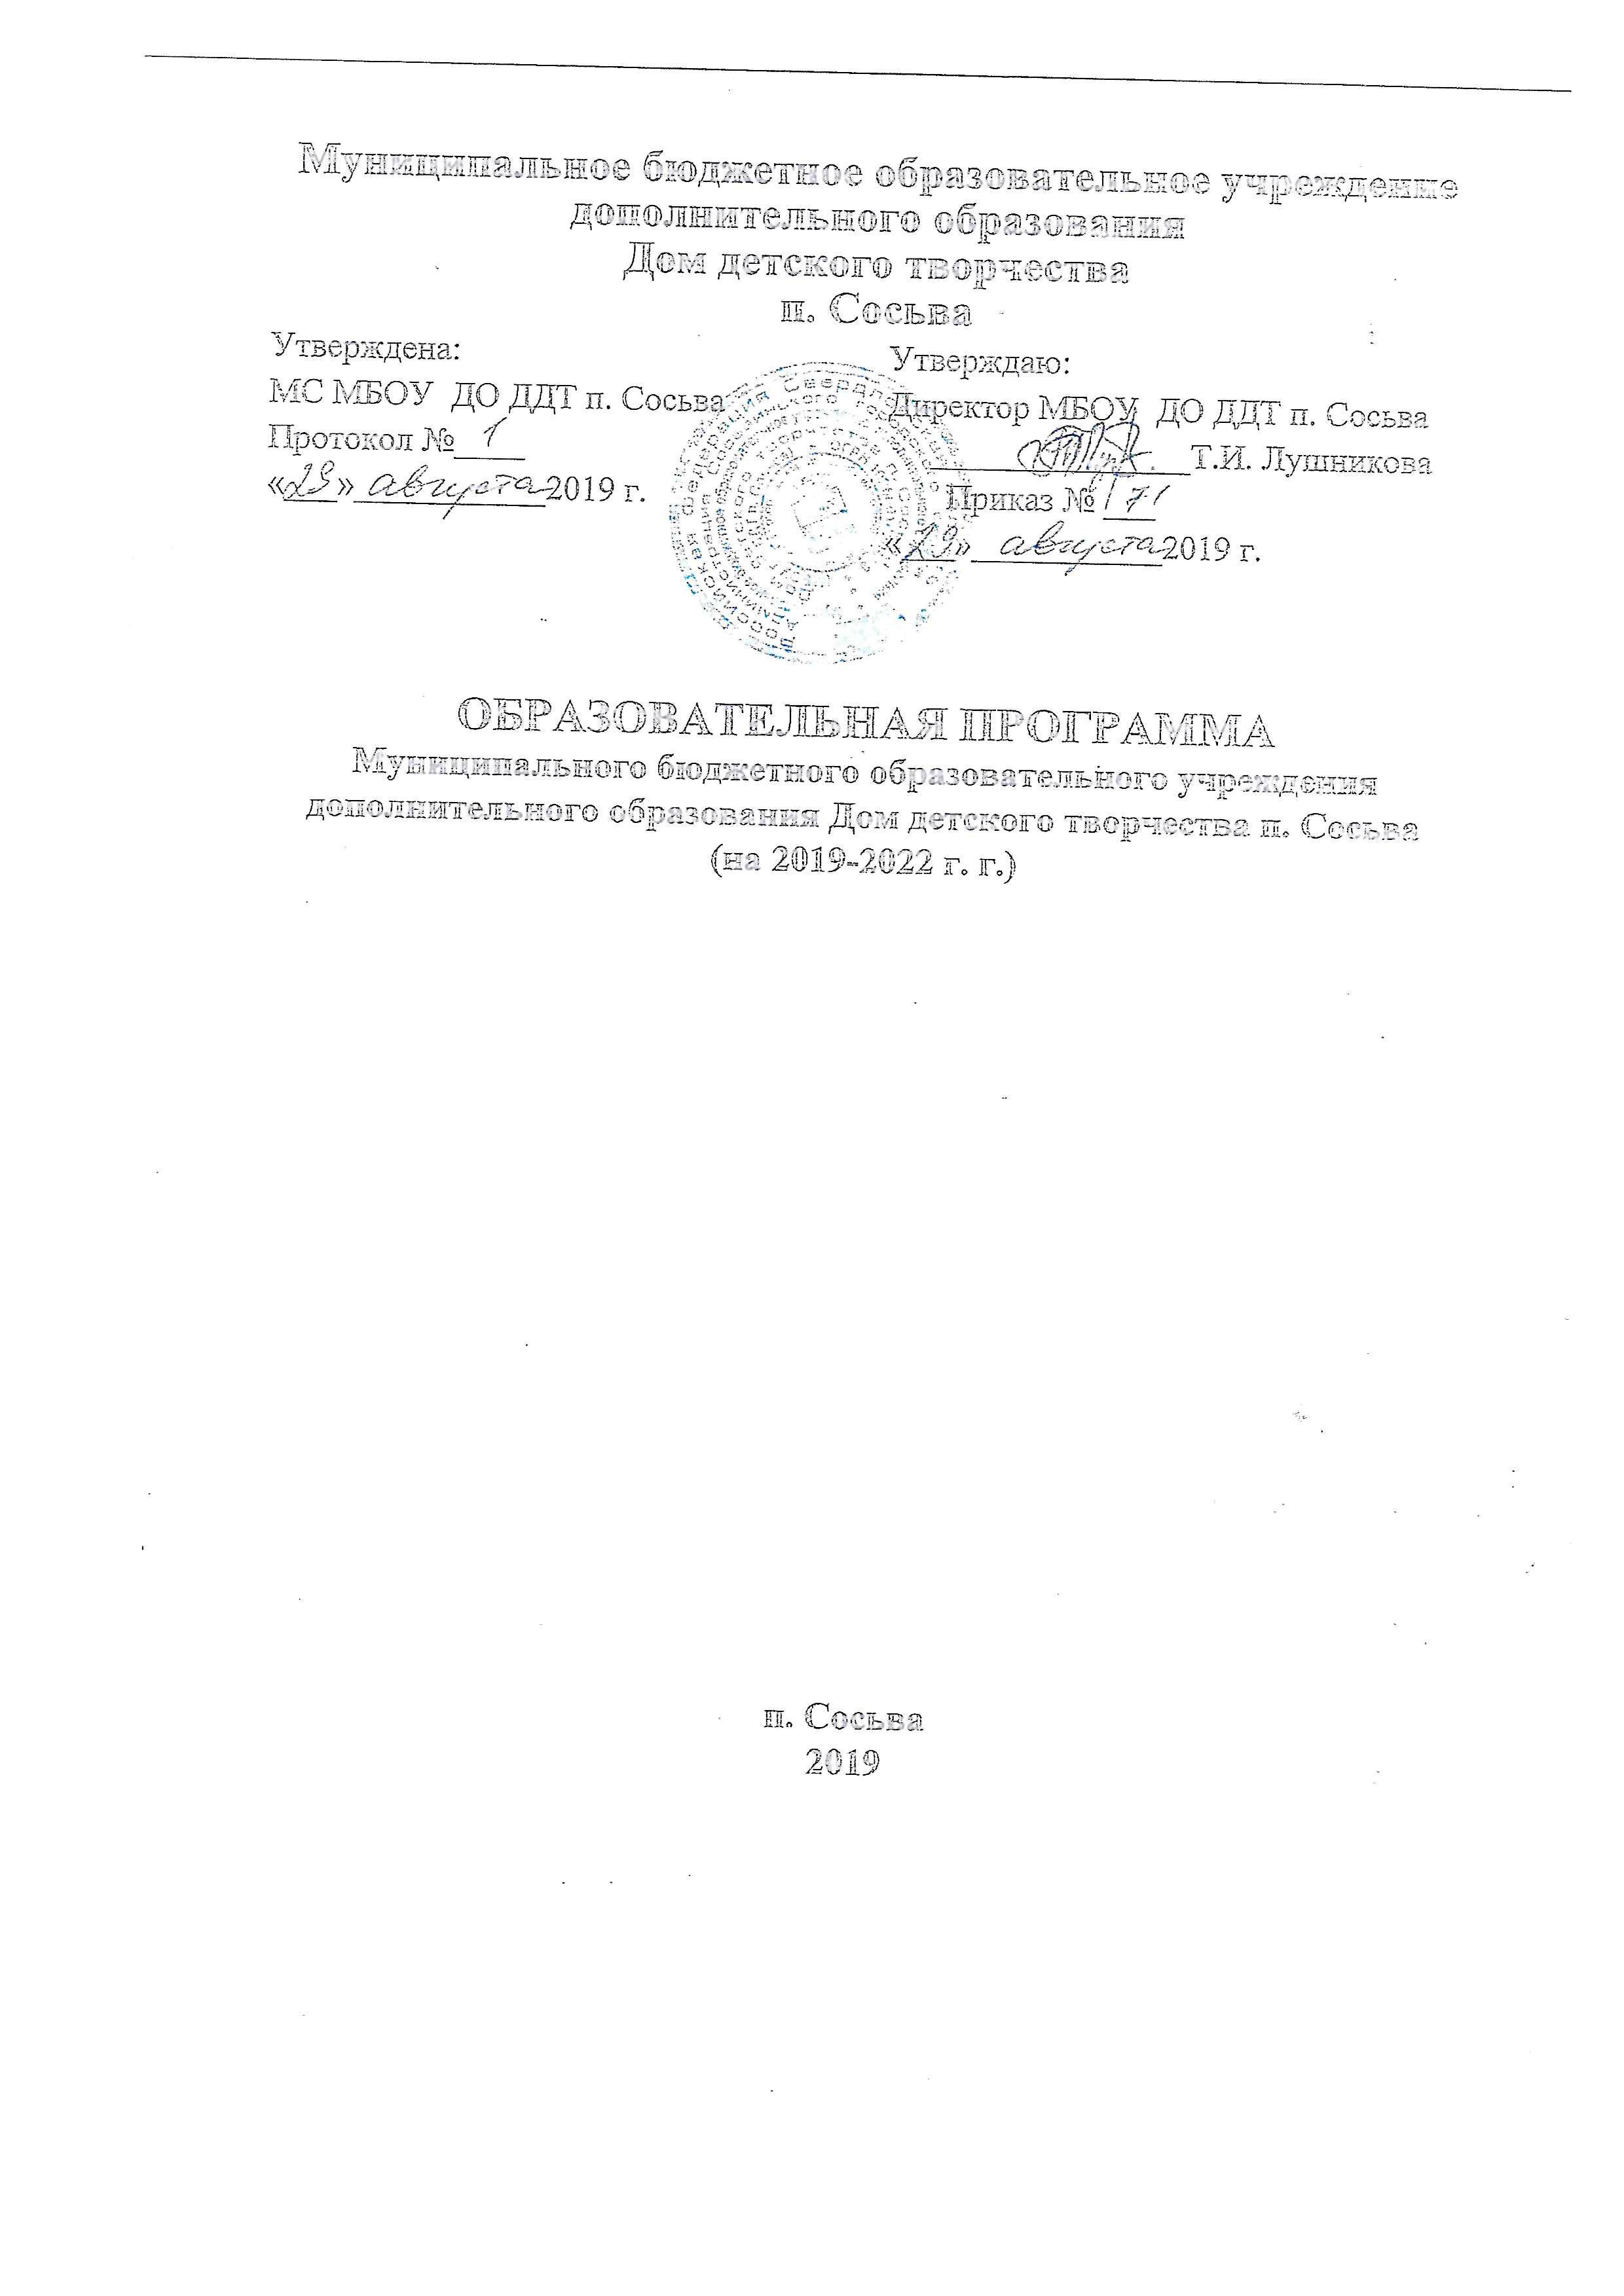 Муниципальное бюджетное образовательное учреждение
дополнительного образования
Дом детского творчества
п. Сосьва
Утверждена:
МС МБОУ ДО ДДТ п. Сосьва
Протокол № 1
«29» августа 2019 г.
Утверждаю:
Директор МБОУ ДО ДДТ п. Сосьва
Т.И. Лушникова
Приказ № 171
«29» августа 2019 г.
ОБРАЗОВАТЕЛЬНАЯ ПРОГРАММА
Муниципального бюджетного образовательного учреждения
дополнительного образования Дом детского творчества п. Сосьва
(на 2019-2022 г. г.)
п. Сосьва
2019